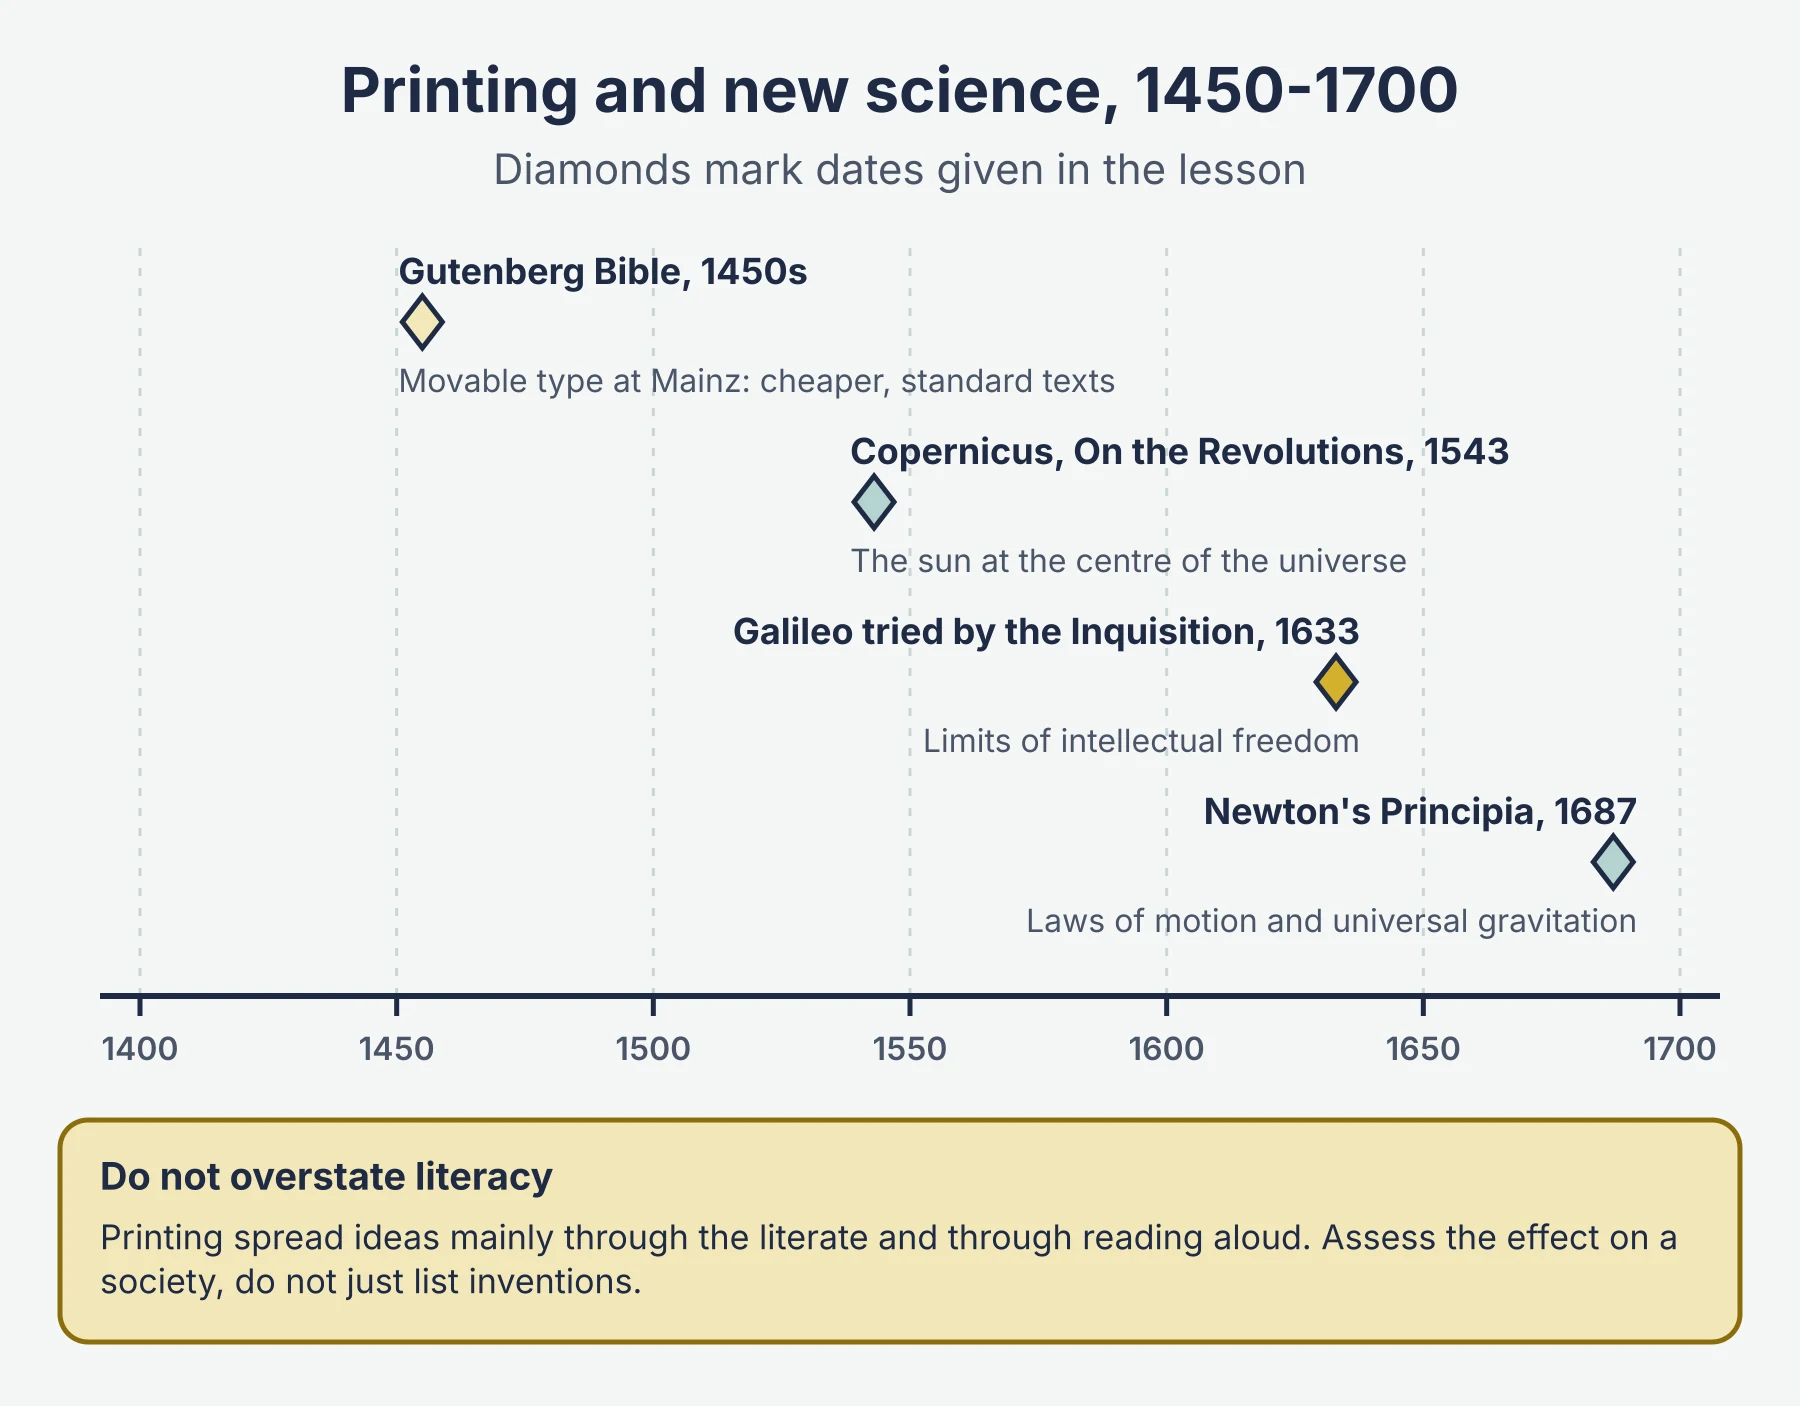 Printing and new science, 1450-1700
Diamonds mark dates given in the lesson
Gutenberg Bible, 1450s
Movable type at Mainz: cheaper, standard texts
Copernicus, On the Revolutions, 1543
The sun at the centre of the universe
Galileo tried by the Inquisition, 1633
Limits of intellectual freedom
Newton's Principia, 1687
Laws of motion and universal gravitation
1400 1450 1500 1550 1600 1650 1700
Do not overstate literacy
Printing spread ideas mainly through the literate and through reading aloud. Assess the effect on a
society, do not just list inventions.